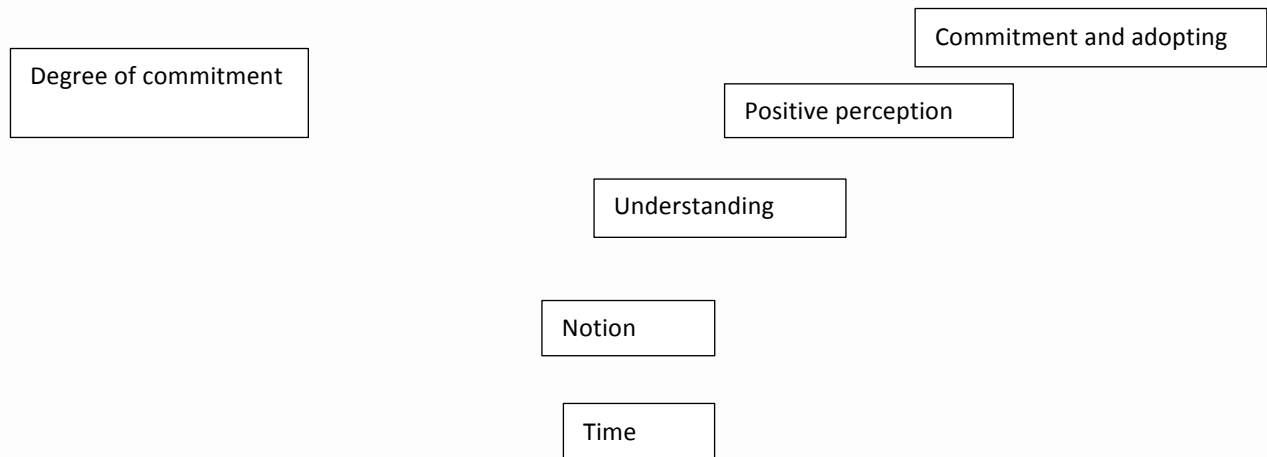 Commitment and adopting
Degree of commitment
Positive perception
Understanding
Notion
Time